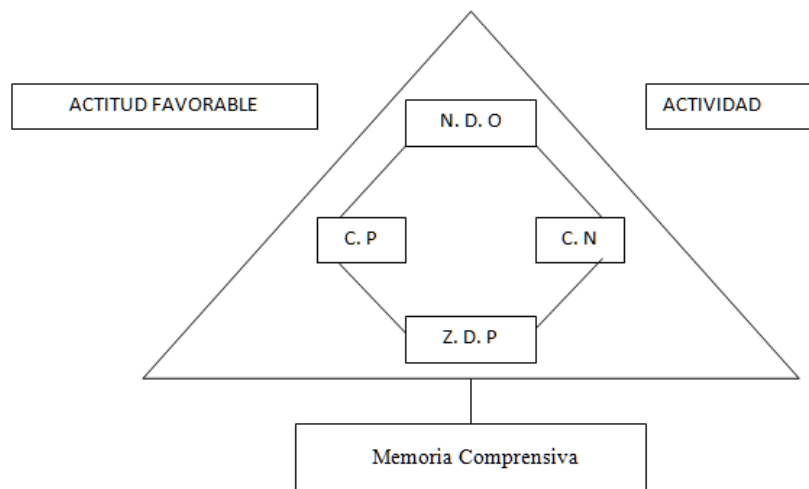 ACTITUD FAVORABLE
ACTIVIDAD
N. D. O
C. P
C. N
Z. D. P
Memoria Comprensiva